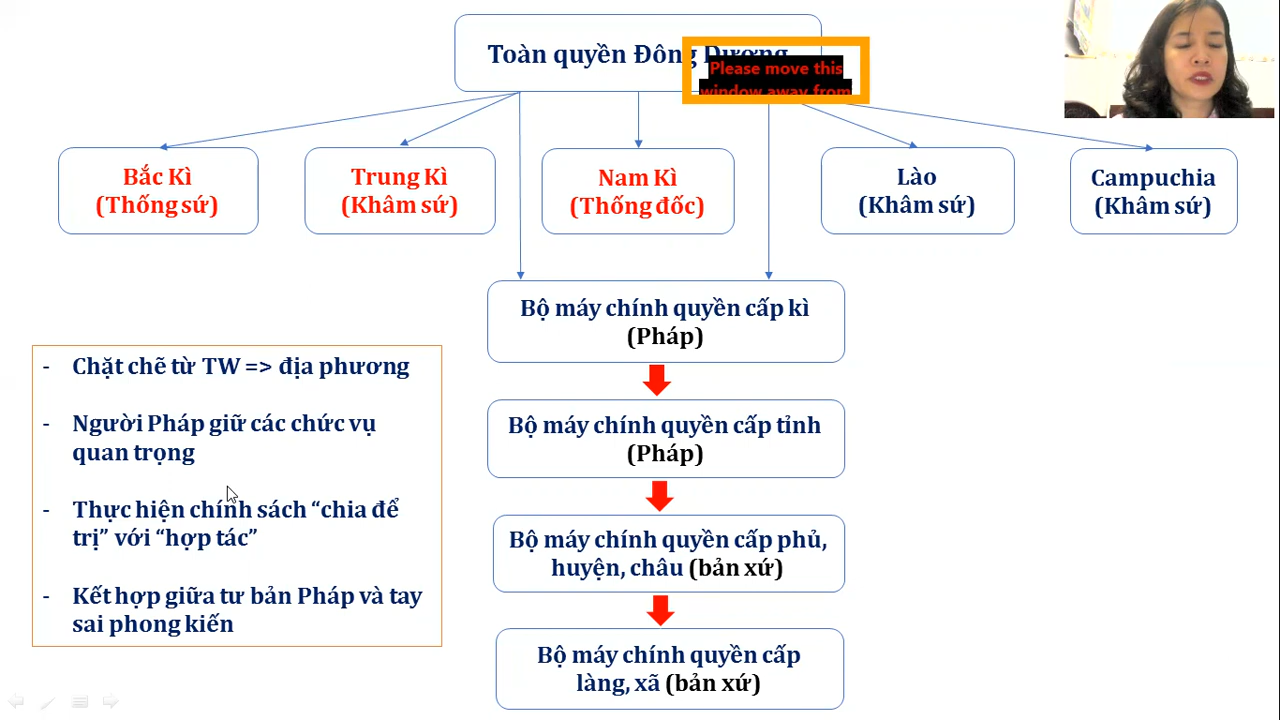 Toàn quyền Đông Dương
Please move this
window away from
Bắc Kì
(Thống sứ)
Trung Kì
(Khâm sứ)
Nam Kì
(Thống đốc)
Lào
(Khâm sứ)
Campuchia
(Khâm sứ)
Bộ máy chính quyền cấp kì
(Pháp)
Bộ máy chính quyền cấp tỉnh
(Pháp)
Bộ máy chính quyền cấp phủ,
huyện, châu (bản xứ)
Bộ máy chính quyền cấp
làng, xã (bản xứ)
- Chặt chẽ từ TW => địa phương
- Người Pháp giữ các chức vụ
quan trọng
- Thực hiện chính sách “chia để
trị” với “hợp tác”
- Kết hợp giữa tư bản Pháp và tay
sai phong kiến